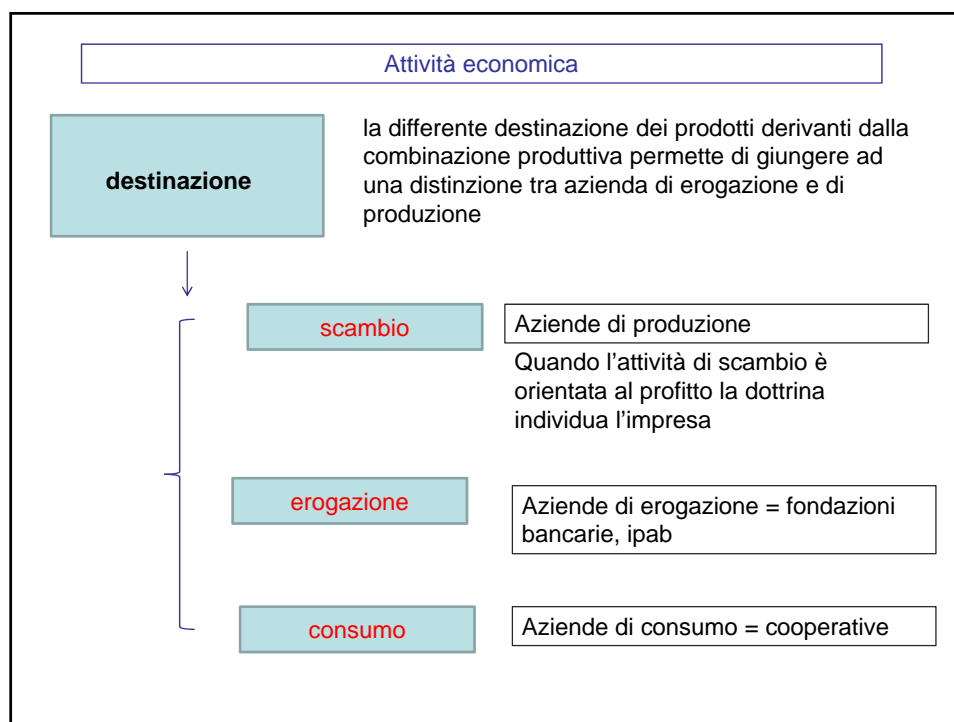 Attività economica
destinazione
la differente destinazione dei prodotti derivanti dalla
combinazione produttiva permette di giungere ad
una distinzione tra azienda di erogazione e di
produzione
scambio
Aziende di produzione
Quando l'attività di scambio è
orientata al profitto la dottrina
individua l'impresa
erogazione
Aziende di erogazione = fondazioni
bancarie, ipab
consumo
Aziende di consumo = cooperative